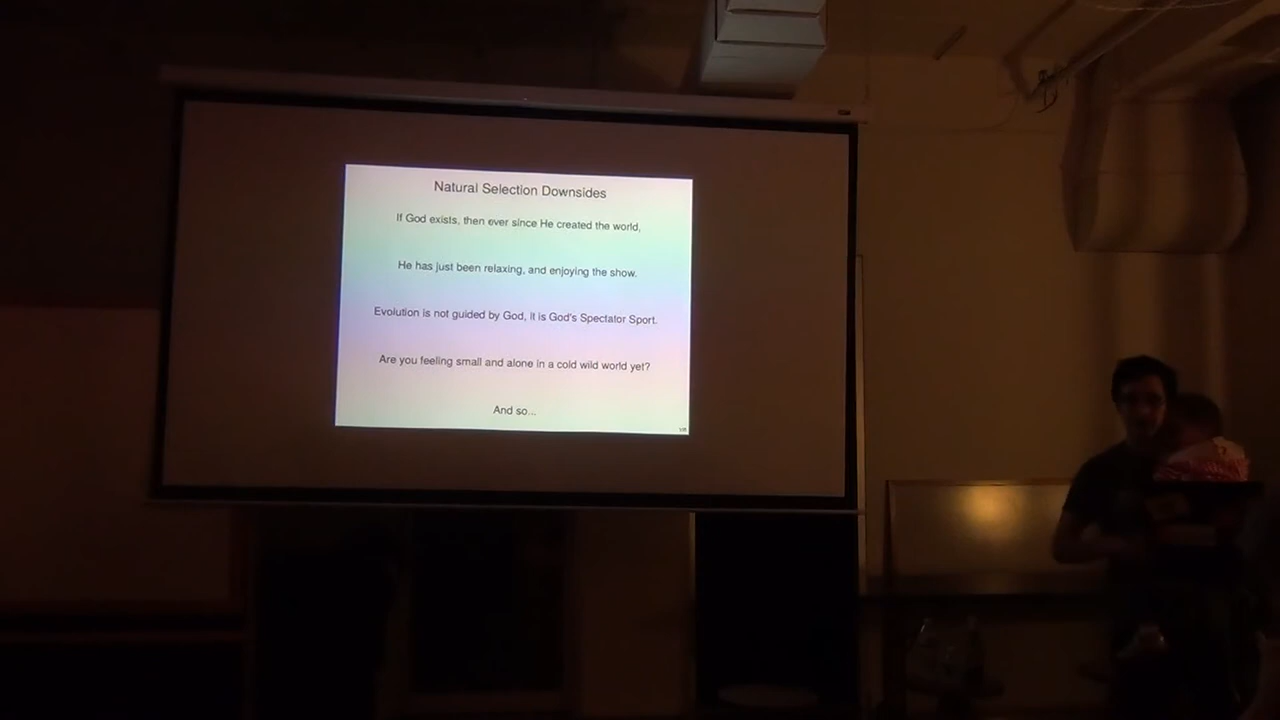 Natural Selection Downsides
If God exists, then ever since He created the world,
He has just been relaxing, and enjoying the show.
Evolution is not guided by God, it is God's Spectator Sport.
Are you feeling small and alone in a cold wild world yet?
And so...